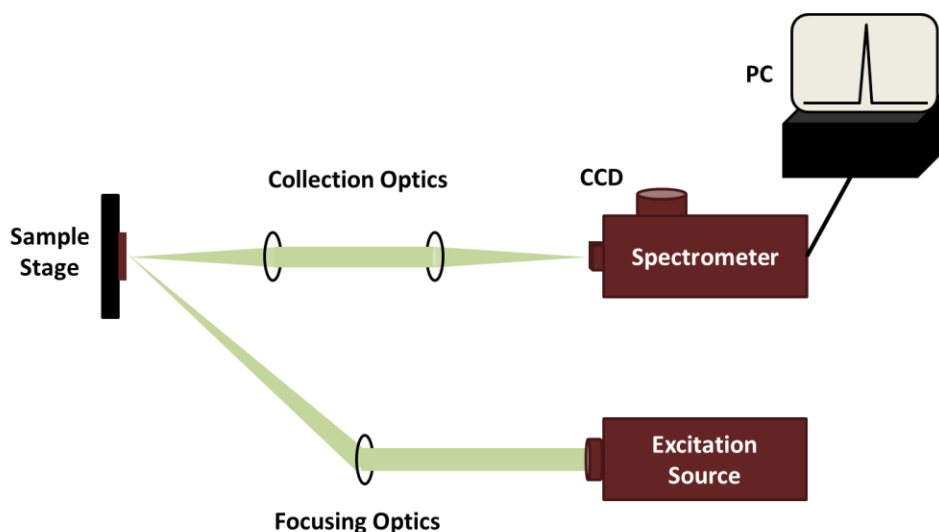 PC
Collection Optics
CCD
Sample
Stage
Spectrometer
Excitation
Source
Focusing Optics